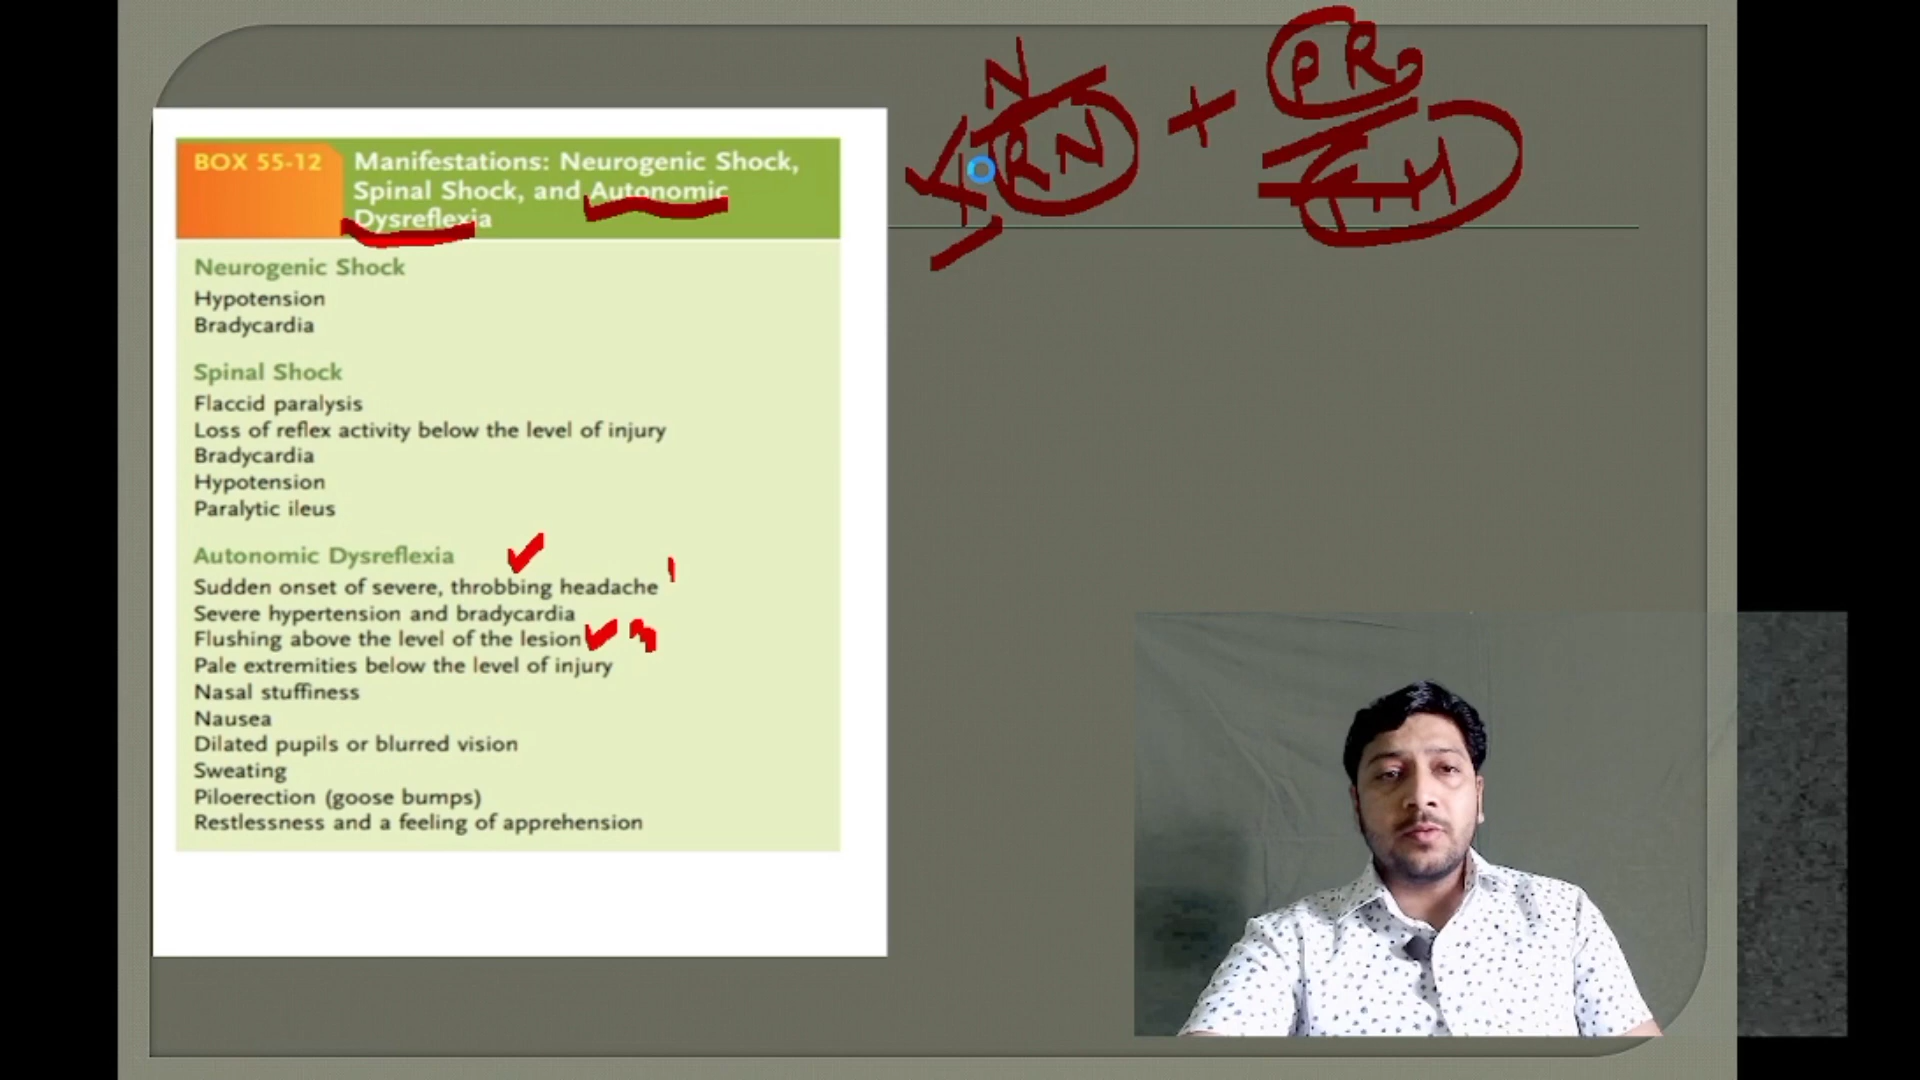 N
RN + PR
BOX 55-12
Manifestations: Neurogenic Shock,
Spinal Shock, and Autonomic
Dysreflexia
Neurogenic Shock
Hypotension
Bradycardia
Spinal Shock
Flaccid paralysis
Loss of reflex activity below the level of injury
Bradycardia
Hypotension
Paralytic ileus
Autonomic Dysreflexia
Sudden onset of severe, throbbing headache
Severe hypertension and bradycardia
Flushing above the level of the lesion
Pale extremities below the level of injury
Nasal stuffiness
Nausea
Dilated pupils or blurred vision
Sweating
Piloerection (goose bumps)
Restlessness and a feeling of apprehension